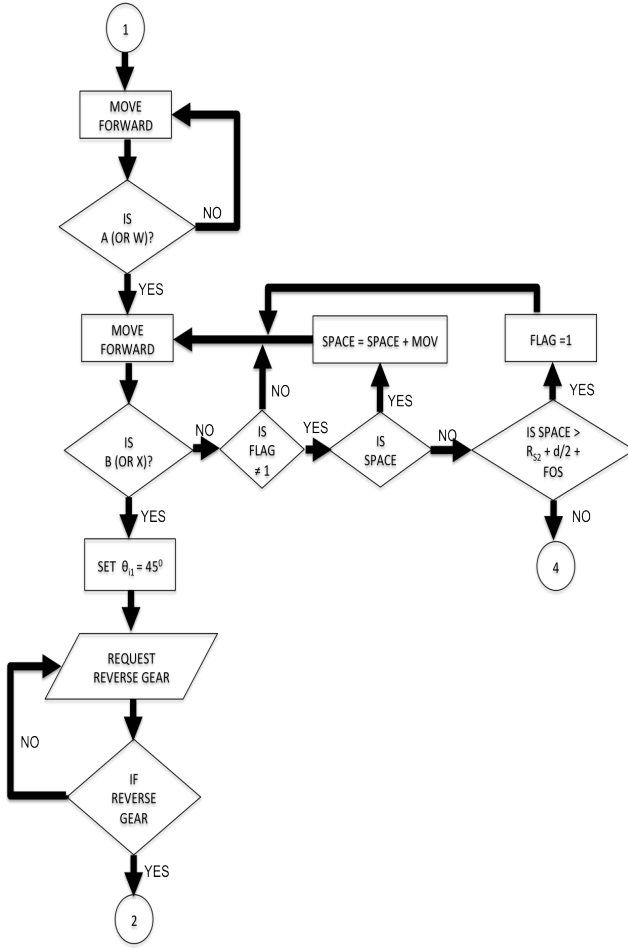 1
MOVE
FORWARD
IS
A (OR W)?
NO
YES
MOVE
FORWARD
SPACE = SPACE + MOV
FLAG =1
IS
B (OR X)?
NO
IS
FLAG
≠ 1
NO
YES
IS
SPACE
YES
NO
IS SPACE >
R_S2 + d/2 +
FOS
YES
NO
4
YES
SET θ_i1 = 45⁰
REQUEST
REVERSE GEAR
NO
IF
REVERSE
GEAR
YES
2